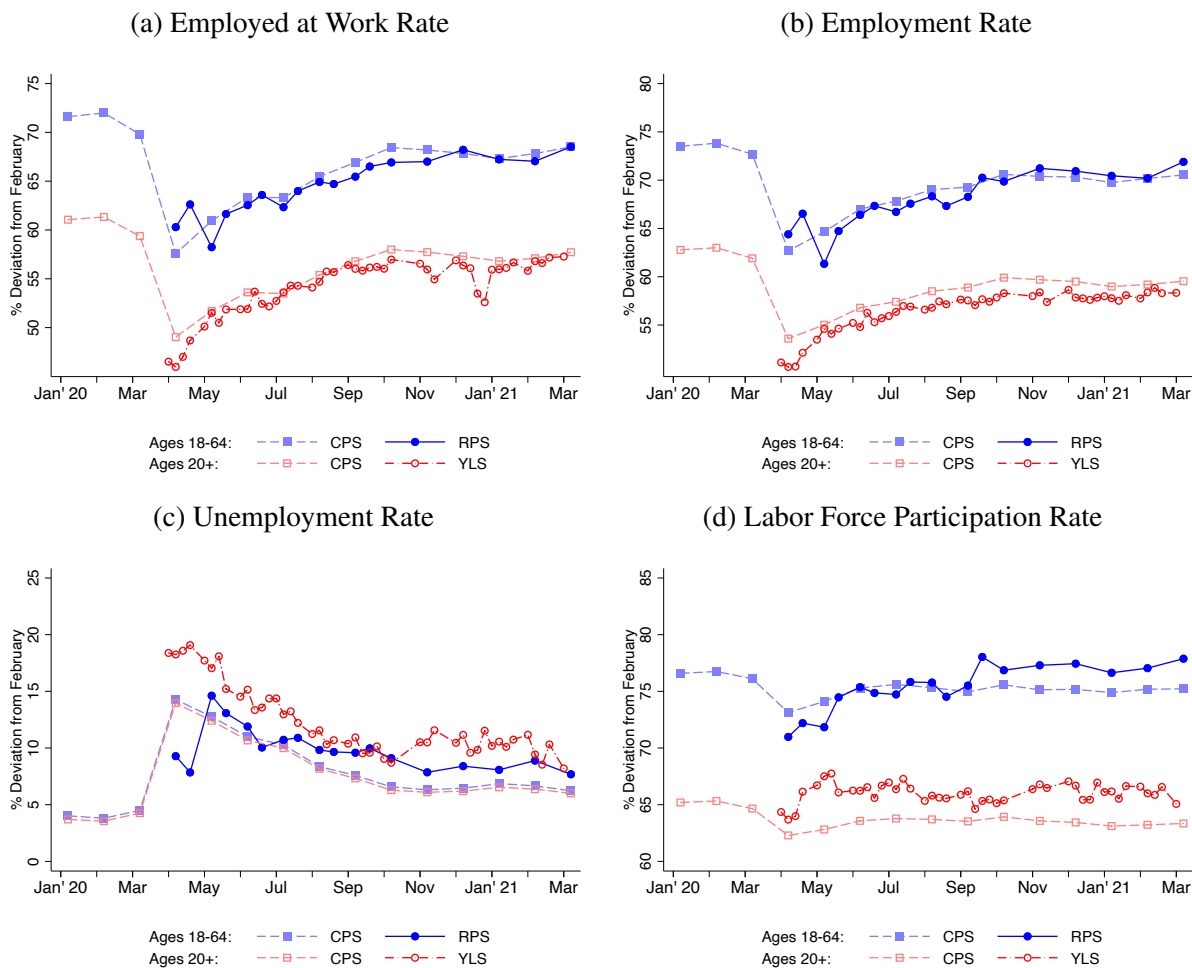 (a) Employed at Work Rate
(b) Employment Rate
% Deviation from February
75
70
65
60
55
50
Jan' 20 Mar May Jul Sep Nov Jan' 21 Mar
Ages 18-64: CPS RPS
Ages 20+: CPS YLS
% Deviation from February
80
75
70
65
60
55
Jan' 20 Mar May Jul Sep Nov Jan' 21 Mar
Ages 18-64: CPS RPS
Ages 20+: CPS YLS
(c) Unemployment Rate
(d) Labor Force Participation Rate
% Deviation from February
25
20
15
10
5
0
Jan' 20 Mar May Jul Sep Nov Jan' 21 Mar
Ages 18-64: CPS RPS
Ages 20+: CPS YLS
% Deviation from February
85
80
75
70
65
60
Jan' 20 Mar May Jul Sep Nov Jan' 21 Mar
Ages 18-64: CPS RPS
Ages 20+: CPS YLS